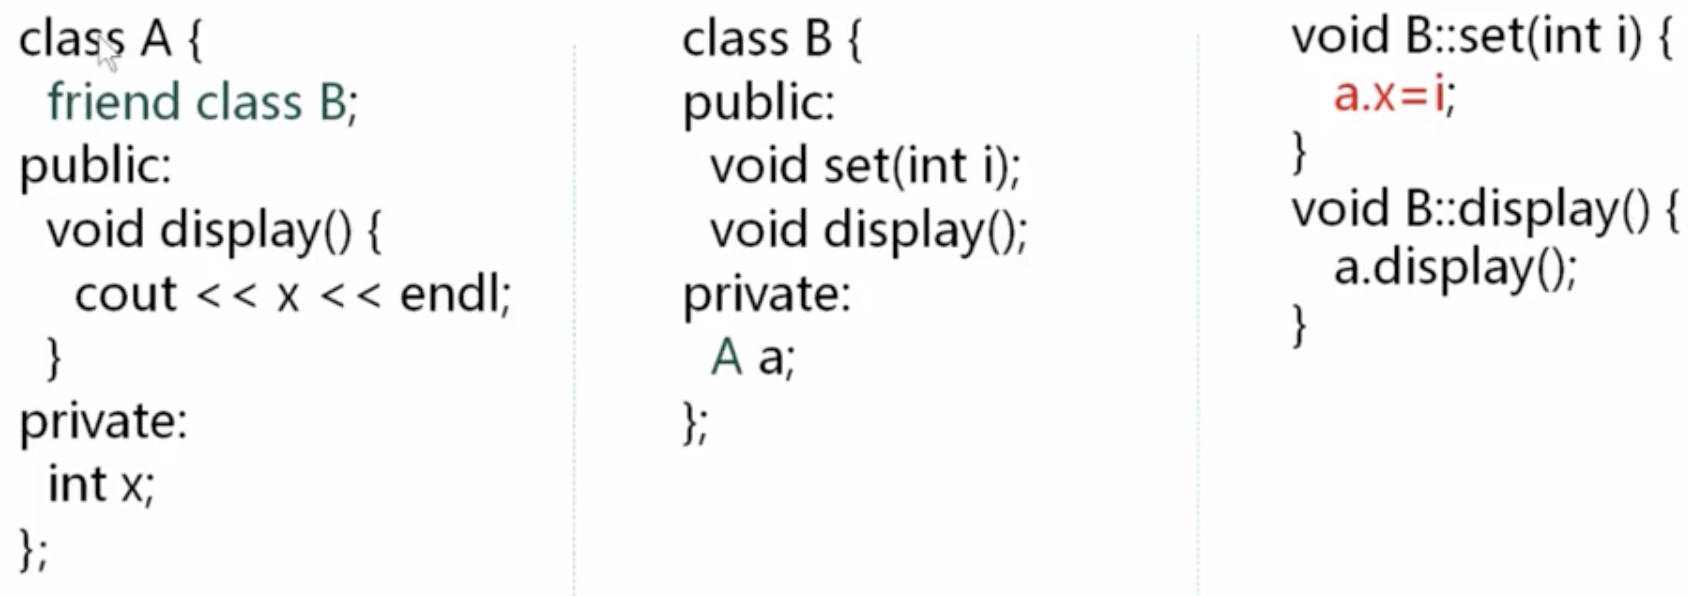 class A {
friend class B;
public:
void display() {
cout << x << endl;
}
private:
int x;
};
class B {
public:
void set(int i);
void display();
private:
A a;
};
void B::set(int i) {
a.x=i;
}
void B::display() {
a.display();
}